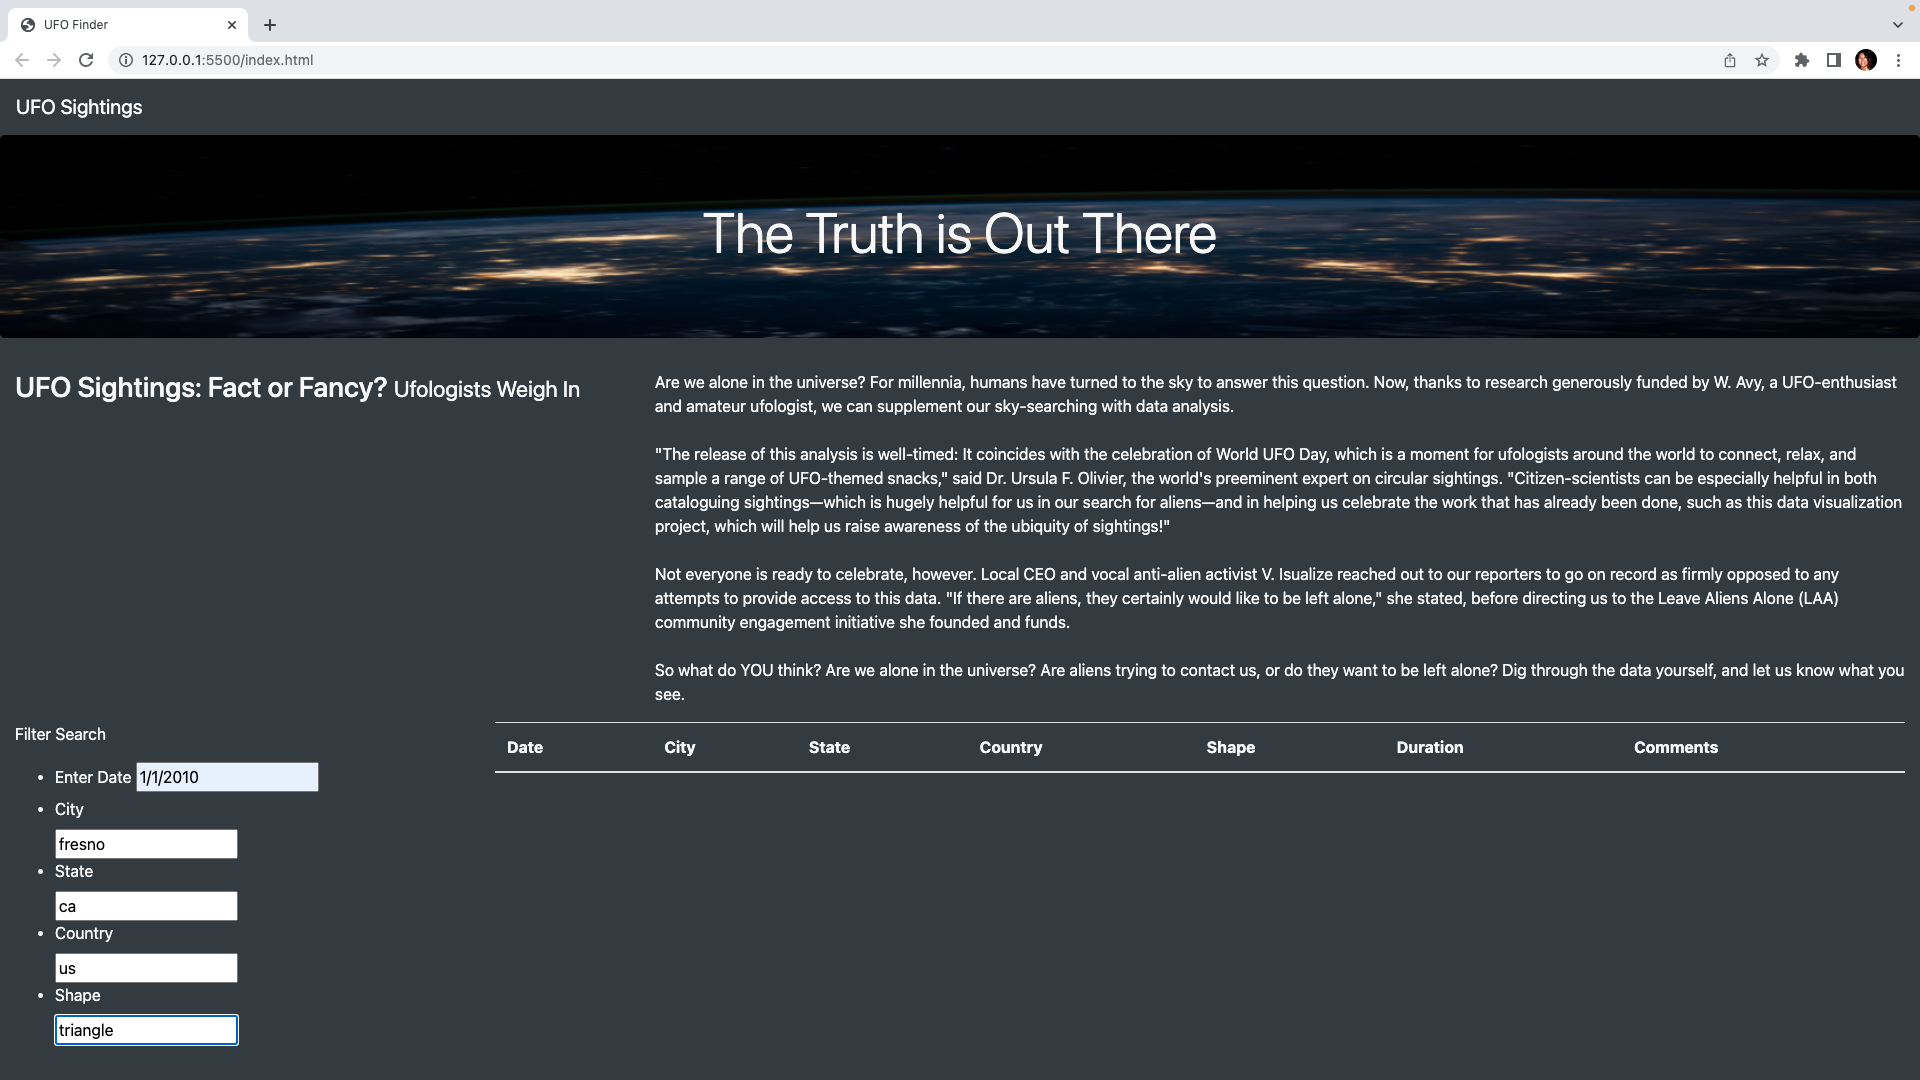 UFO Finder
127.0.0.1:5500/index.html
UFO Sightings
The Truth is Out There
UFO Sightings: Fact or Fancy? Ufologists Weigh In
Are we alone in the universe? For millennia, humans have turned to the sky to answer this question. Now, thanks to research generously funded by W. Avy, a UFO-enthusiast
and amateur ufologist, we can supplement our sky-searching with data analysis.
"The release of this analysis is well-timed: It coincides with the celebration of World UFO Day, which is a moment for ufologists around the world to connect, relax, and
sample a range of UFO-themed snacks," said Dr. Ursula F. Olivier, the world's preeminent expert on circular sightings. "Citizen-scientists can be especially helpful in both
cataloguing sightings—which is hugely helpful for us in our search for aliens—and in helping us celebrate the work that has already been done, such as this data visualization
project, which will help us raise awareness of the ubiquity of sightings!"
Not everyone is ready to celebrate, however. Local CEO and vocal anti-alien activist V. Isualize reached out to our reporters to go on record as firmly opposed to any
attempts to provide access to this data. "If there are aliens, they certainly would like to be left alone," she stated, before directing us to the Leave Aliens Alone (LAA)
community engagement initiative she founded and funds.
So what do YOU think? Are we alone in the universe? Are aliens trying to contact us, or do they want to be left alone? Dig through the data yourself, and let us know what you
see.
Filter Search
Date City State Country Shape Duration Comments
Enter Date 1/1/2010
City
fresno
State
ca
Country
us
Shape
triangle